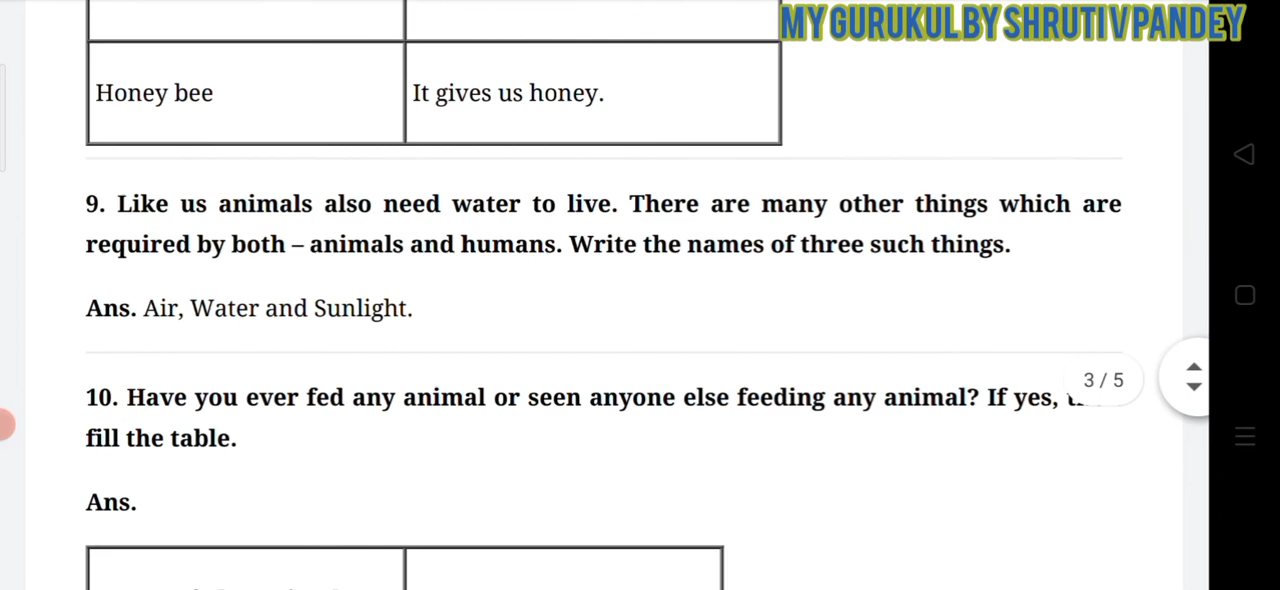 MY GURUKUL BY SHRUTI V PANDEY
Honey bee
It gives us honey.
9. Like us animals also need water to live. There are many other things which are
required by both – animals and humans. Write the names of three such things.
Ans. Air, Water and Sunlight.
3 / 5
10. Have you ever fed any animal or seen anyone else feeding any animal? If yes,
fill the table.
Ans.